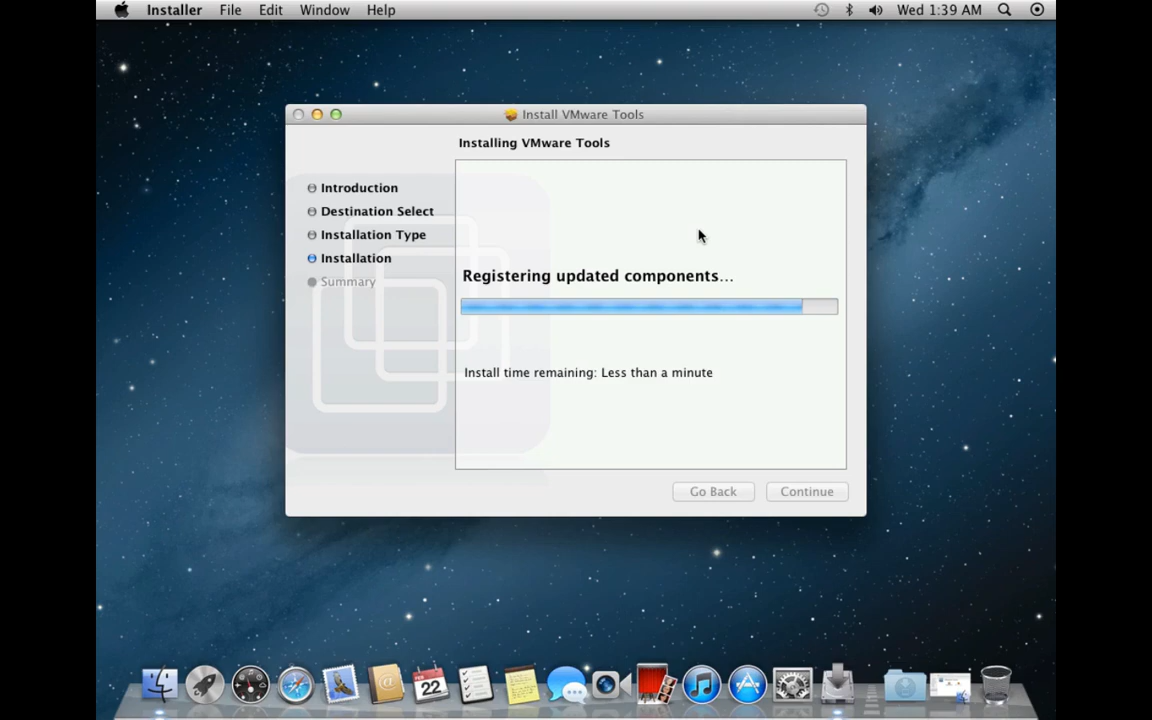 Installer File Edit Window Help Wed 1:39 AM
Install VMware Tools
Installing VMware Tools
Introduction
Destination Select
Installation Type
Installation
Summary
Registering updated components...
Install time remaining: Less than a minute
Go Back Continue
FEB
22